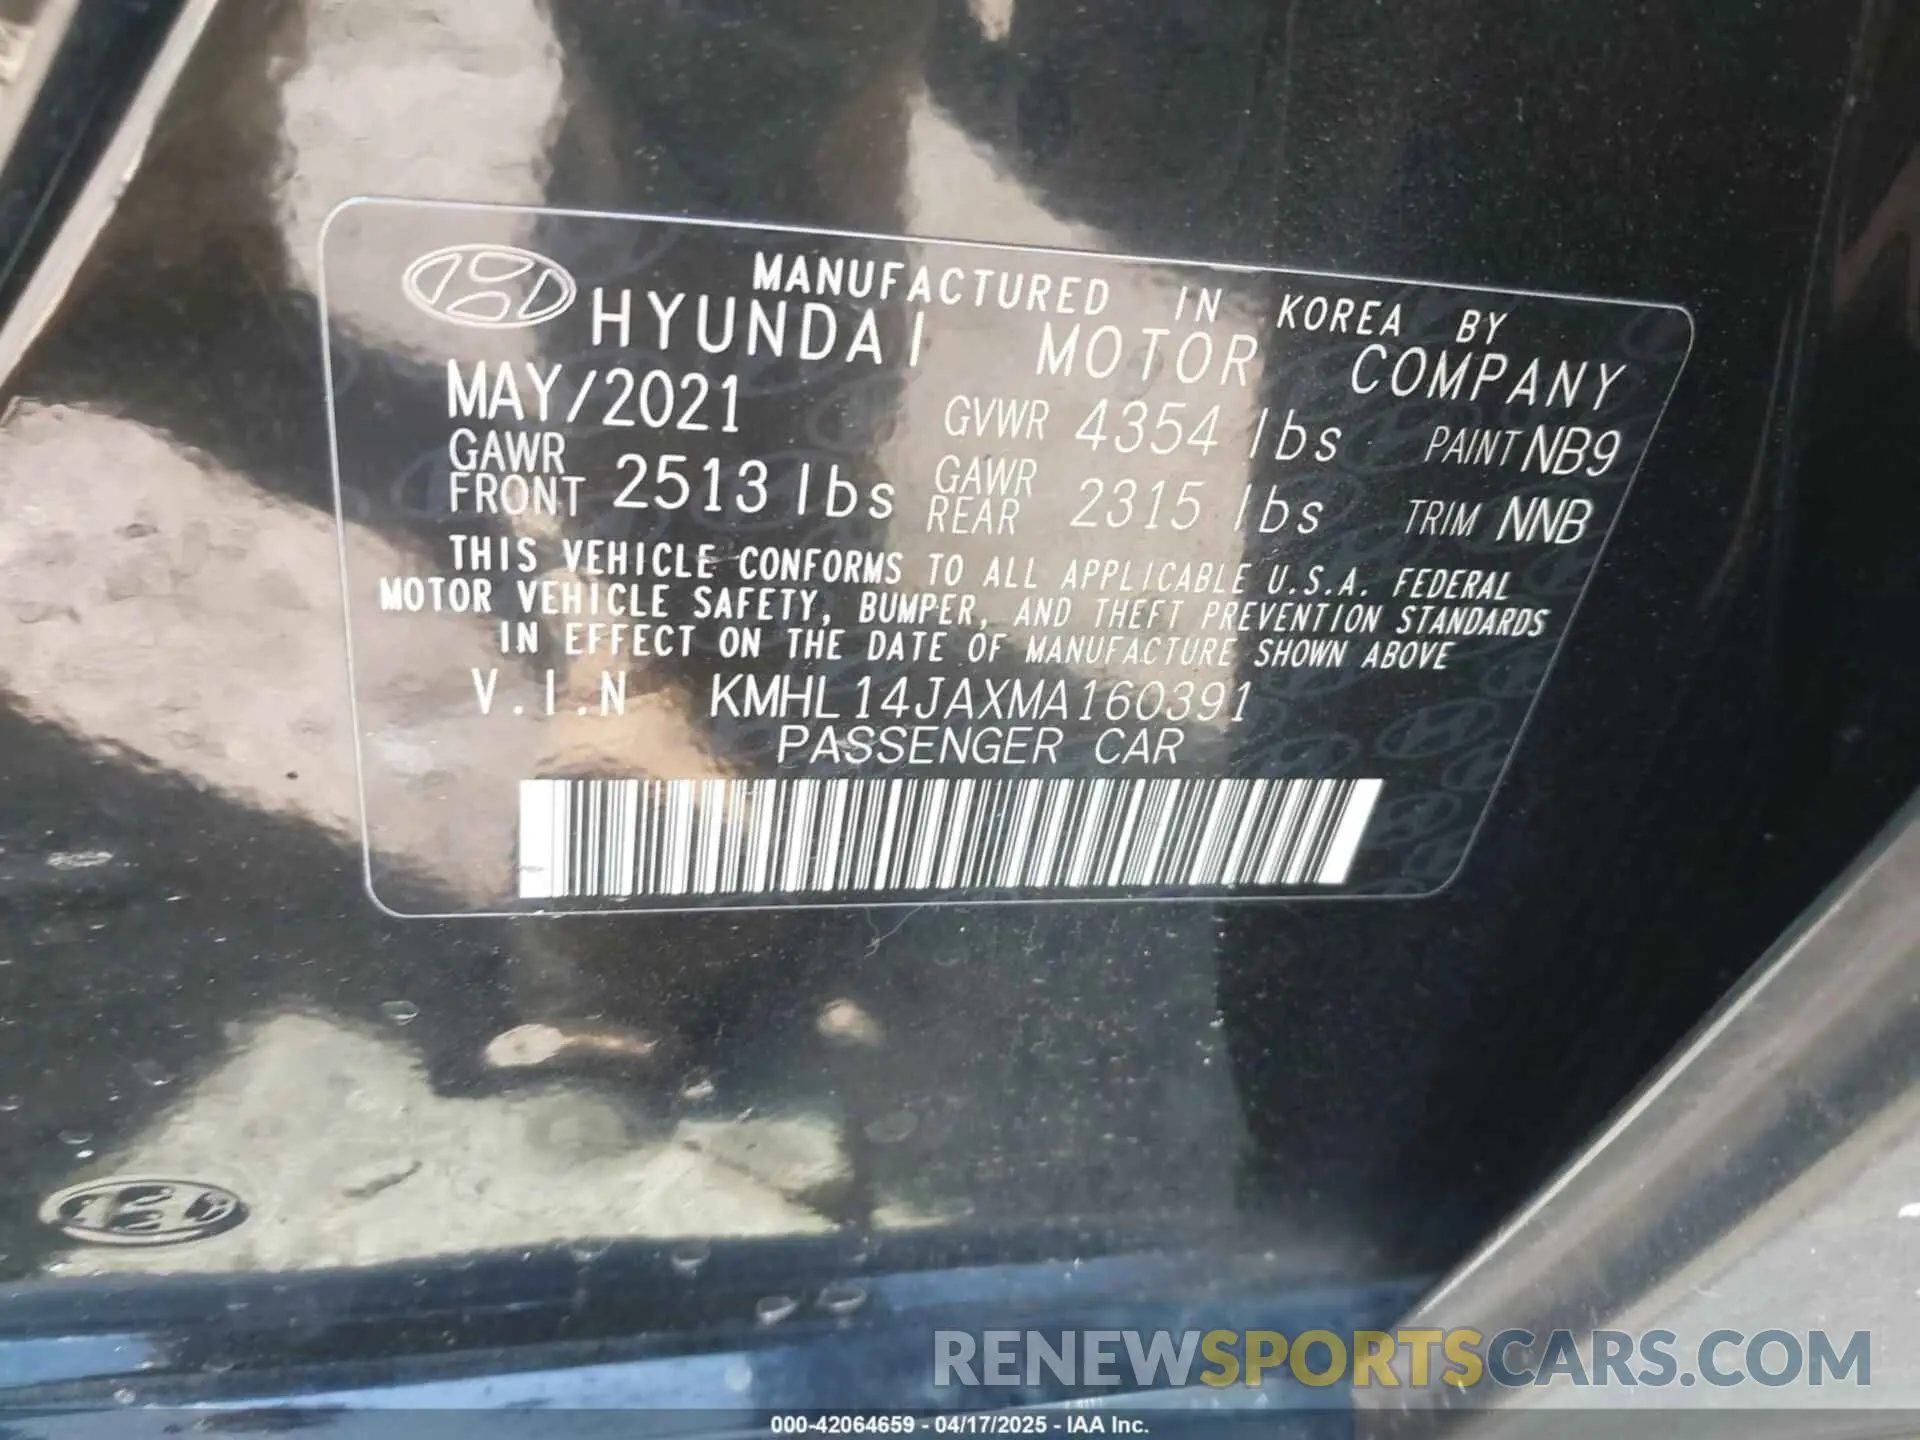 MANUFACTURED IN KOREA BY
HYUNDAI MOTOR COMPANY
MAY/2021 GVWR 4354 lbs PAINT NB9
GAWR FRONT 2513 lbs GAWR REAR 2315 lbs TRIM NNB
THIS VEHICLE CONFORMS TO ALL APPLICABLE U.S.A. FEDERAL
MOTOR VEHICLE SAFETY, BUMPER, AND THEFT PREVENTION STANDARDS
IN EFFECT ON THE DATE OF MANUFACTURE SHOWN ABOVE
V.I.N KMHL14JAXMA160391
PASSENGER CAR
RENEWSPORTSCARS.COM
000-42064659 - 04/17/2025 - IAA Inc.